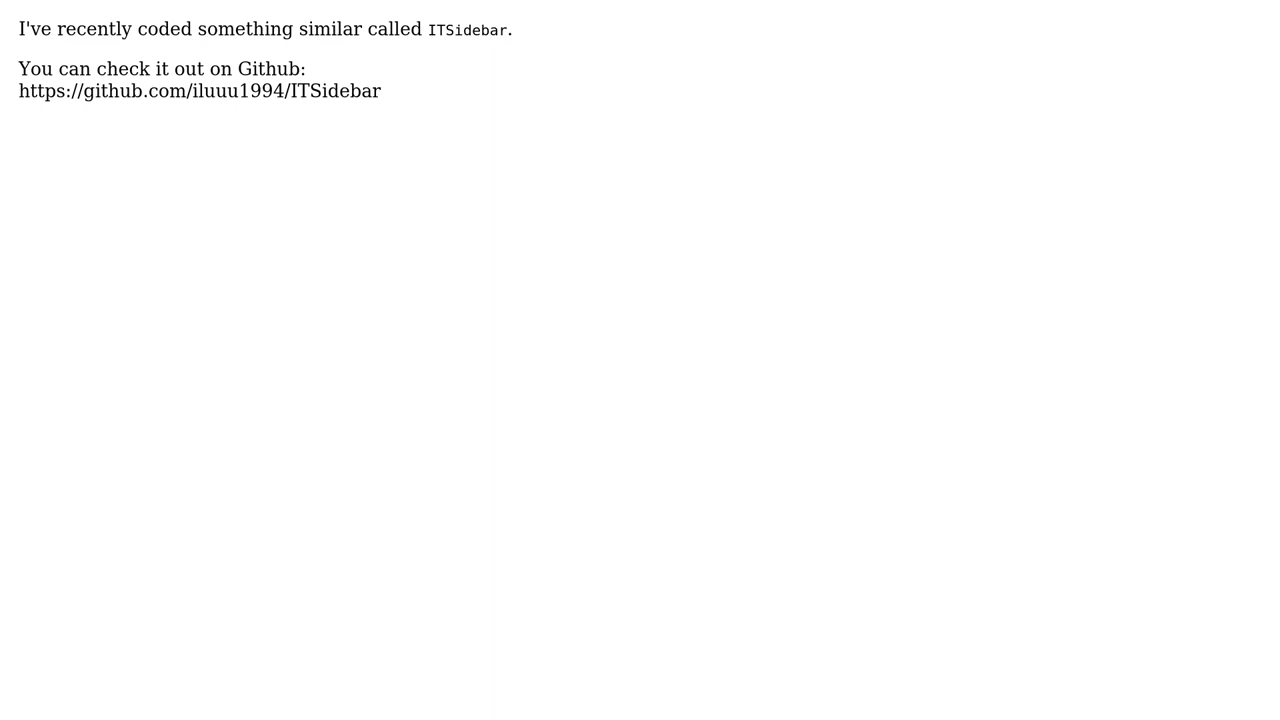 I've recently coded something similar called ITSidebar.
You can check it out on Github:
https://github.com/iluuu1994/ITSidebar